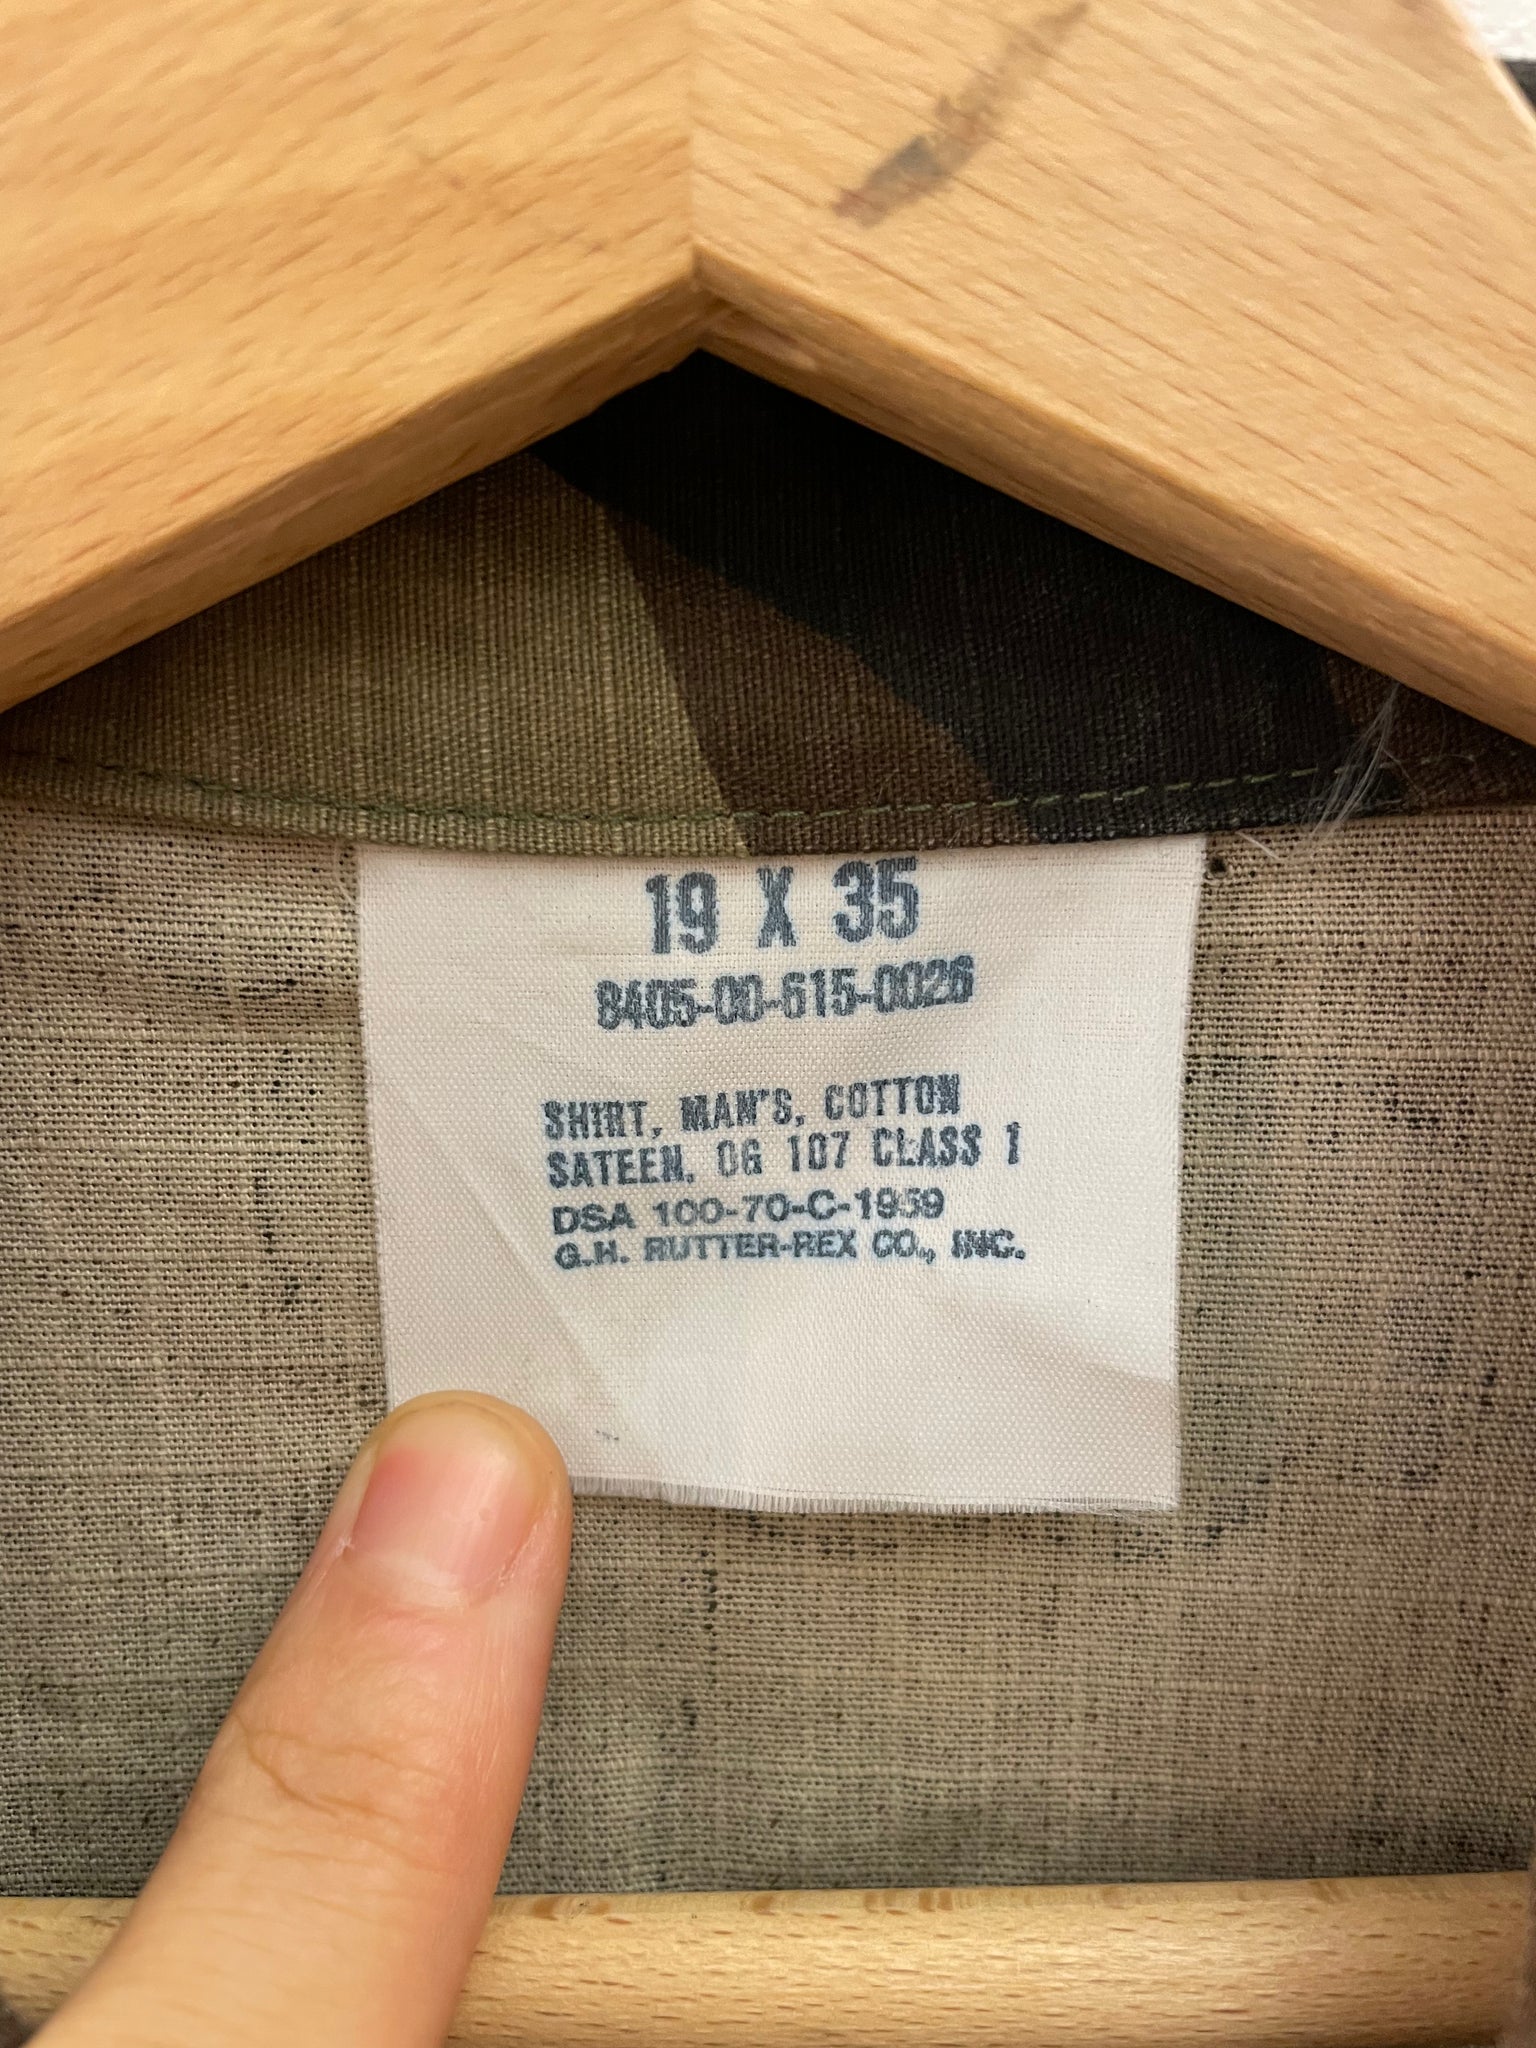 19 X 35
8405-00-615-0026
SHIRT, MAN'S, COTTON
SATEEN, OG 107 CLASS 1
DSA 100-70-C-1959
G.H. RUTTER-REX CO., INC.